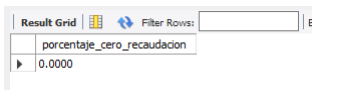 Result Grid Filter Rows: E
porcentaje_cero_recaudacion
0.0000